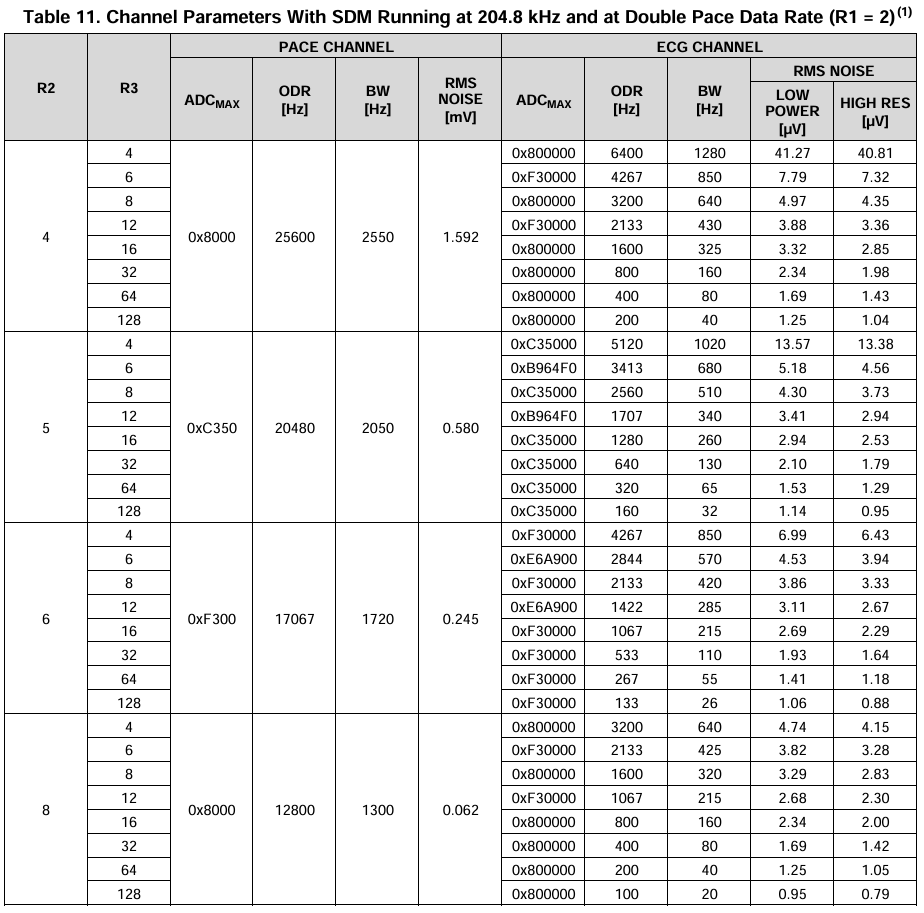 Table 11. Channel Parameters With SDM Running at 204.8 kHz and at Double Pace Data Rate (R1 = 2)(1)
R2 R3 PACE CHANNEL ECG CHANNEL
ADCMAX ODR [Hz] BW [Hz] RMS NOISE [mV] ADCMAX ODR [Hz] BW [Hz] RMS NOISE
LOW POWER [µV] HIGH RES [µV]
4 0x800000 6400 1280 41.27 40.81
6 0xF30000 4267 850 7.79 7.32
8 0x800000 3200 640 4.97 4.35
12 0xF30000 2133 430 3.88 3.36
4 0x8000 25600 2550 1.592
16 0x800000 1600 325 3.32 2.85
32 0x800000 800 160 2.34 1.98
64 0x800000 400 80 1.69 1.43
128 0x800000 200 40 1.25 1.04
4 0xC35000 5120 1020 13.57 13.38
6 0xB964F0 3413 680 5.18 4.56
8 0xC35000 2560 510 4.30 3.73
12 0xB964F0 1707 340 3.41 2.94
5 0xC350 20480 2050 0.580
16 0xC35000 1280 260 2.94 2.53
32 0xC35000 640 130 2.10 1.79
64 0xC35000 320 65 1.53 1.29
128 0xC35000 160 32 1.14 0.95
4 0xF30000 4267 850 6.99 6.43
6 0xE6A900 2844 570 4.53 3.94
8 0xF30000 2133 420 3.86 3.33
12 0xE6A900 1422 285 3.11 2.67
6 0xF300 17067 1720 0.245
16 0xF30000 1067 215 2.69 2.29
32 0xF30000 533 110 1.93 1.64
64 0xF30000 267 55 1.41 1.18
128 0xF30000 133 26 1.06 0.88
4 0x800000 3200 640 4.74 4.15
6 0xF30000 2133 425 3.82 3.28
8 0x800000 1600 320 3.29 2.83
12 0xF30000 1067 215 2.68 2.30
8 0x8000 12800 1300 0.062
16 0x800000 800 160 2.34 2.00
32 0x800000 400 80 1.69 1.42
64 0x800000 200 40 1.25 1.05
128 0x800000 100 20 0.95 0.79